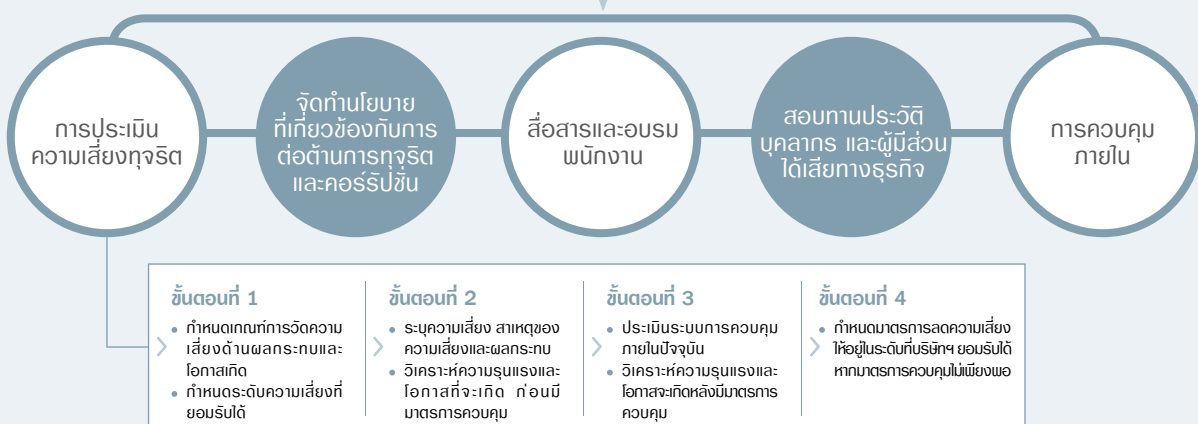 การประเมิน
ความเสี่ยงทุจริต
จัดทำนโยบาย
ที่เกี่ยวข้องกับการ
ต่อต้านการทุจริต
และคอร์รัปชั่น
สื่อสารและอบรม
พนักงาน
สอบทานประวัติ
บุคลากร และผู้มีส่วน
ได้เสียทางธุรกิจ
การควบคุม
ภายใน
ขั้นตอนที่ 1
• กำหนดเกณฑ์การวัดความ
เสี่ยงด้านผลกระทบและ
โอกาสเกิด
• กำหนดระดับความเสี่ยงที่
ยอมรับได้
ขั้นตอนที่ 2
• ระบุความเสี่ยง สาเหตุของ
ความเสี่ยงและผลกระทบ
• วิเคราะห์ความรุนแรงและ
โอกาสที่จะเกิด ก่อนมี
มาตรการควบคุม
ขั้นตอนที่ 3
• ประเมินระบบการควบคุม
ภายในปัจจุบัน
• วิเคราะห์ความรุนแรงและ
โอกาสจะเกิดหลังมีมาตรการ
ควบคุม
ขั้นตอนที่ 4
• กำหนดมาตรการลดความเสี่ยง
ให้อยู่ในระดับที่บริษัทฯ ยอมรับได้
หากมาตรการควบคุมไม่เพียงพอ